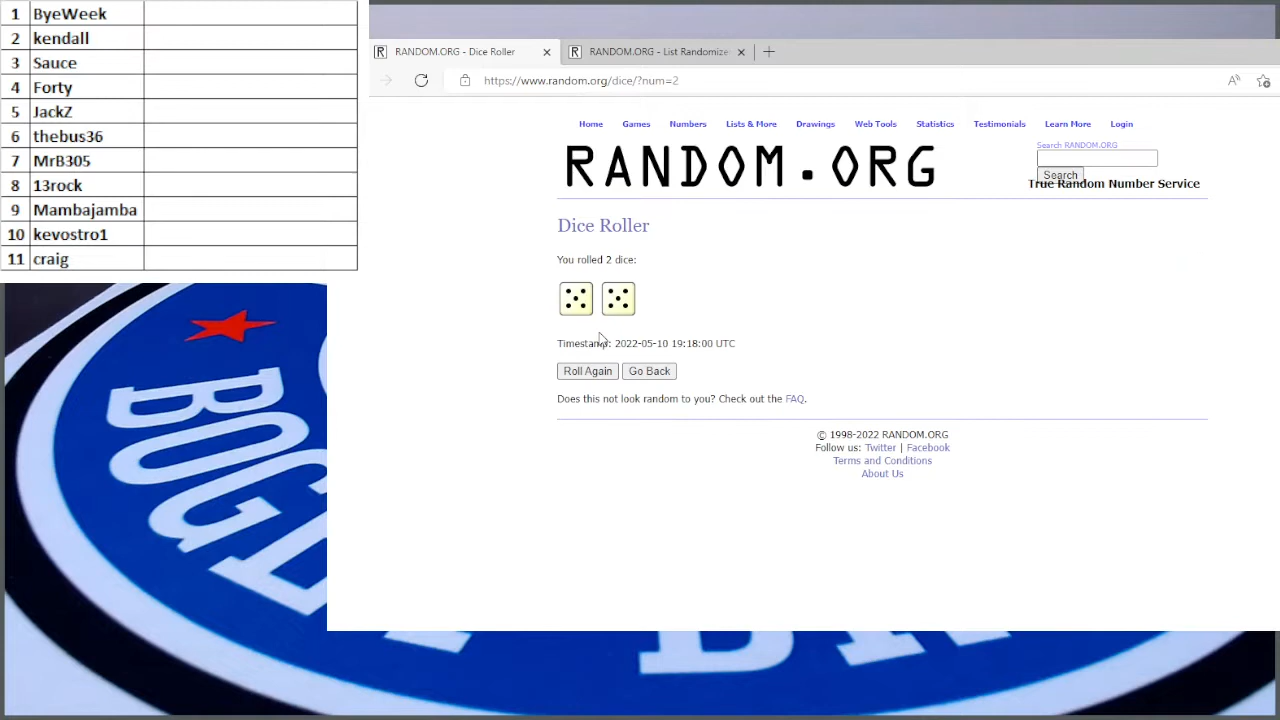 1 ByeWeek
2 kendall
3 Sauce
4 Forty
5 JackZ
6 thebus36
7 MrB305
8 13rock
9 Mambajamba
10 kevostro1
11 craig
RANDOM.ORG - Dice Roller
RANDOM.ORG - List Randomize
https://www.random.org/dice/?num=2
Home Games Numbers Lists & More Drawings Web Tools Statistics Testimonials Learn More Login
RANDOM.ORG
Search RANDOM.ORG
Search
True Random Number Service
Dice Roller
You rolled 2 dice:
Timestamp: 2022-05-10 19:18:00 UTC
Roll Again Go Back
Does this not look random to you? Check out the FAQ.
© 1998-2022 RANDOM.ORG
Follow us: Twitter | Facebook
Terms and Conditions
About Us